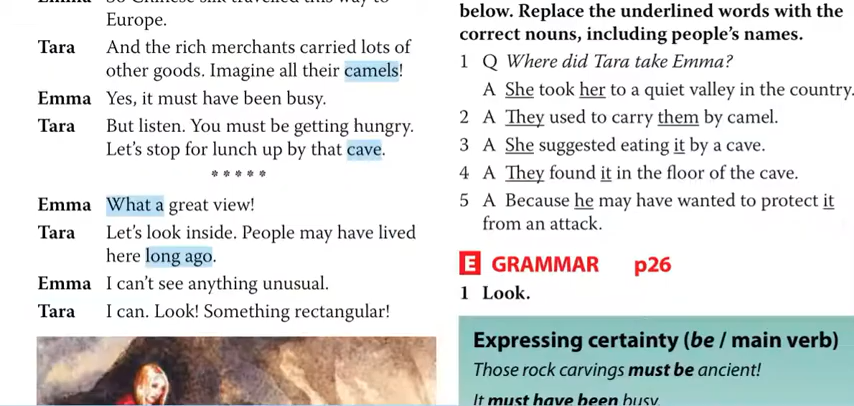 Europe.
Tara And the rich merchants carried lots of
other goods. Imagine all their camels!
Emma Yes, it must have been busy.
Tara But listen. You must be getting hungry.
Let's stop for lunch up by that cave.
* * * * *
Emma What a great view!
Tara Let's look inside. People may have lived
here long ago.
Emma I can't see anything unusual.
Tara I can. Look! Something rectangular!
below. Replace the underlined words with the
correct nouns, including people's names.
1 Q Where did Tara take Emma?
A She took her to a quiet valley in the country.
2 A They used to carry them by camel.
3 A She suggested eating it by a cave.
4 A They found it in the floor of the cave.
5 A Because he may have wanted to protect it
from an attack.
E GRAMMAR p26
1 Look.
Expressing certainty (be / main verb)
Those rock carvings must be ancient!
It must have been busy.